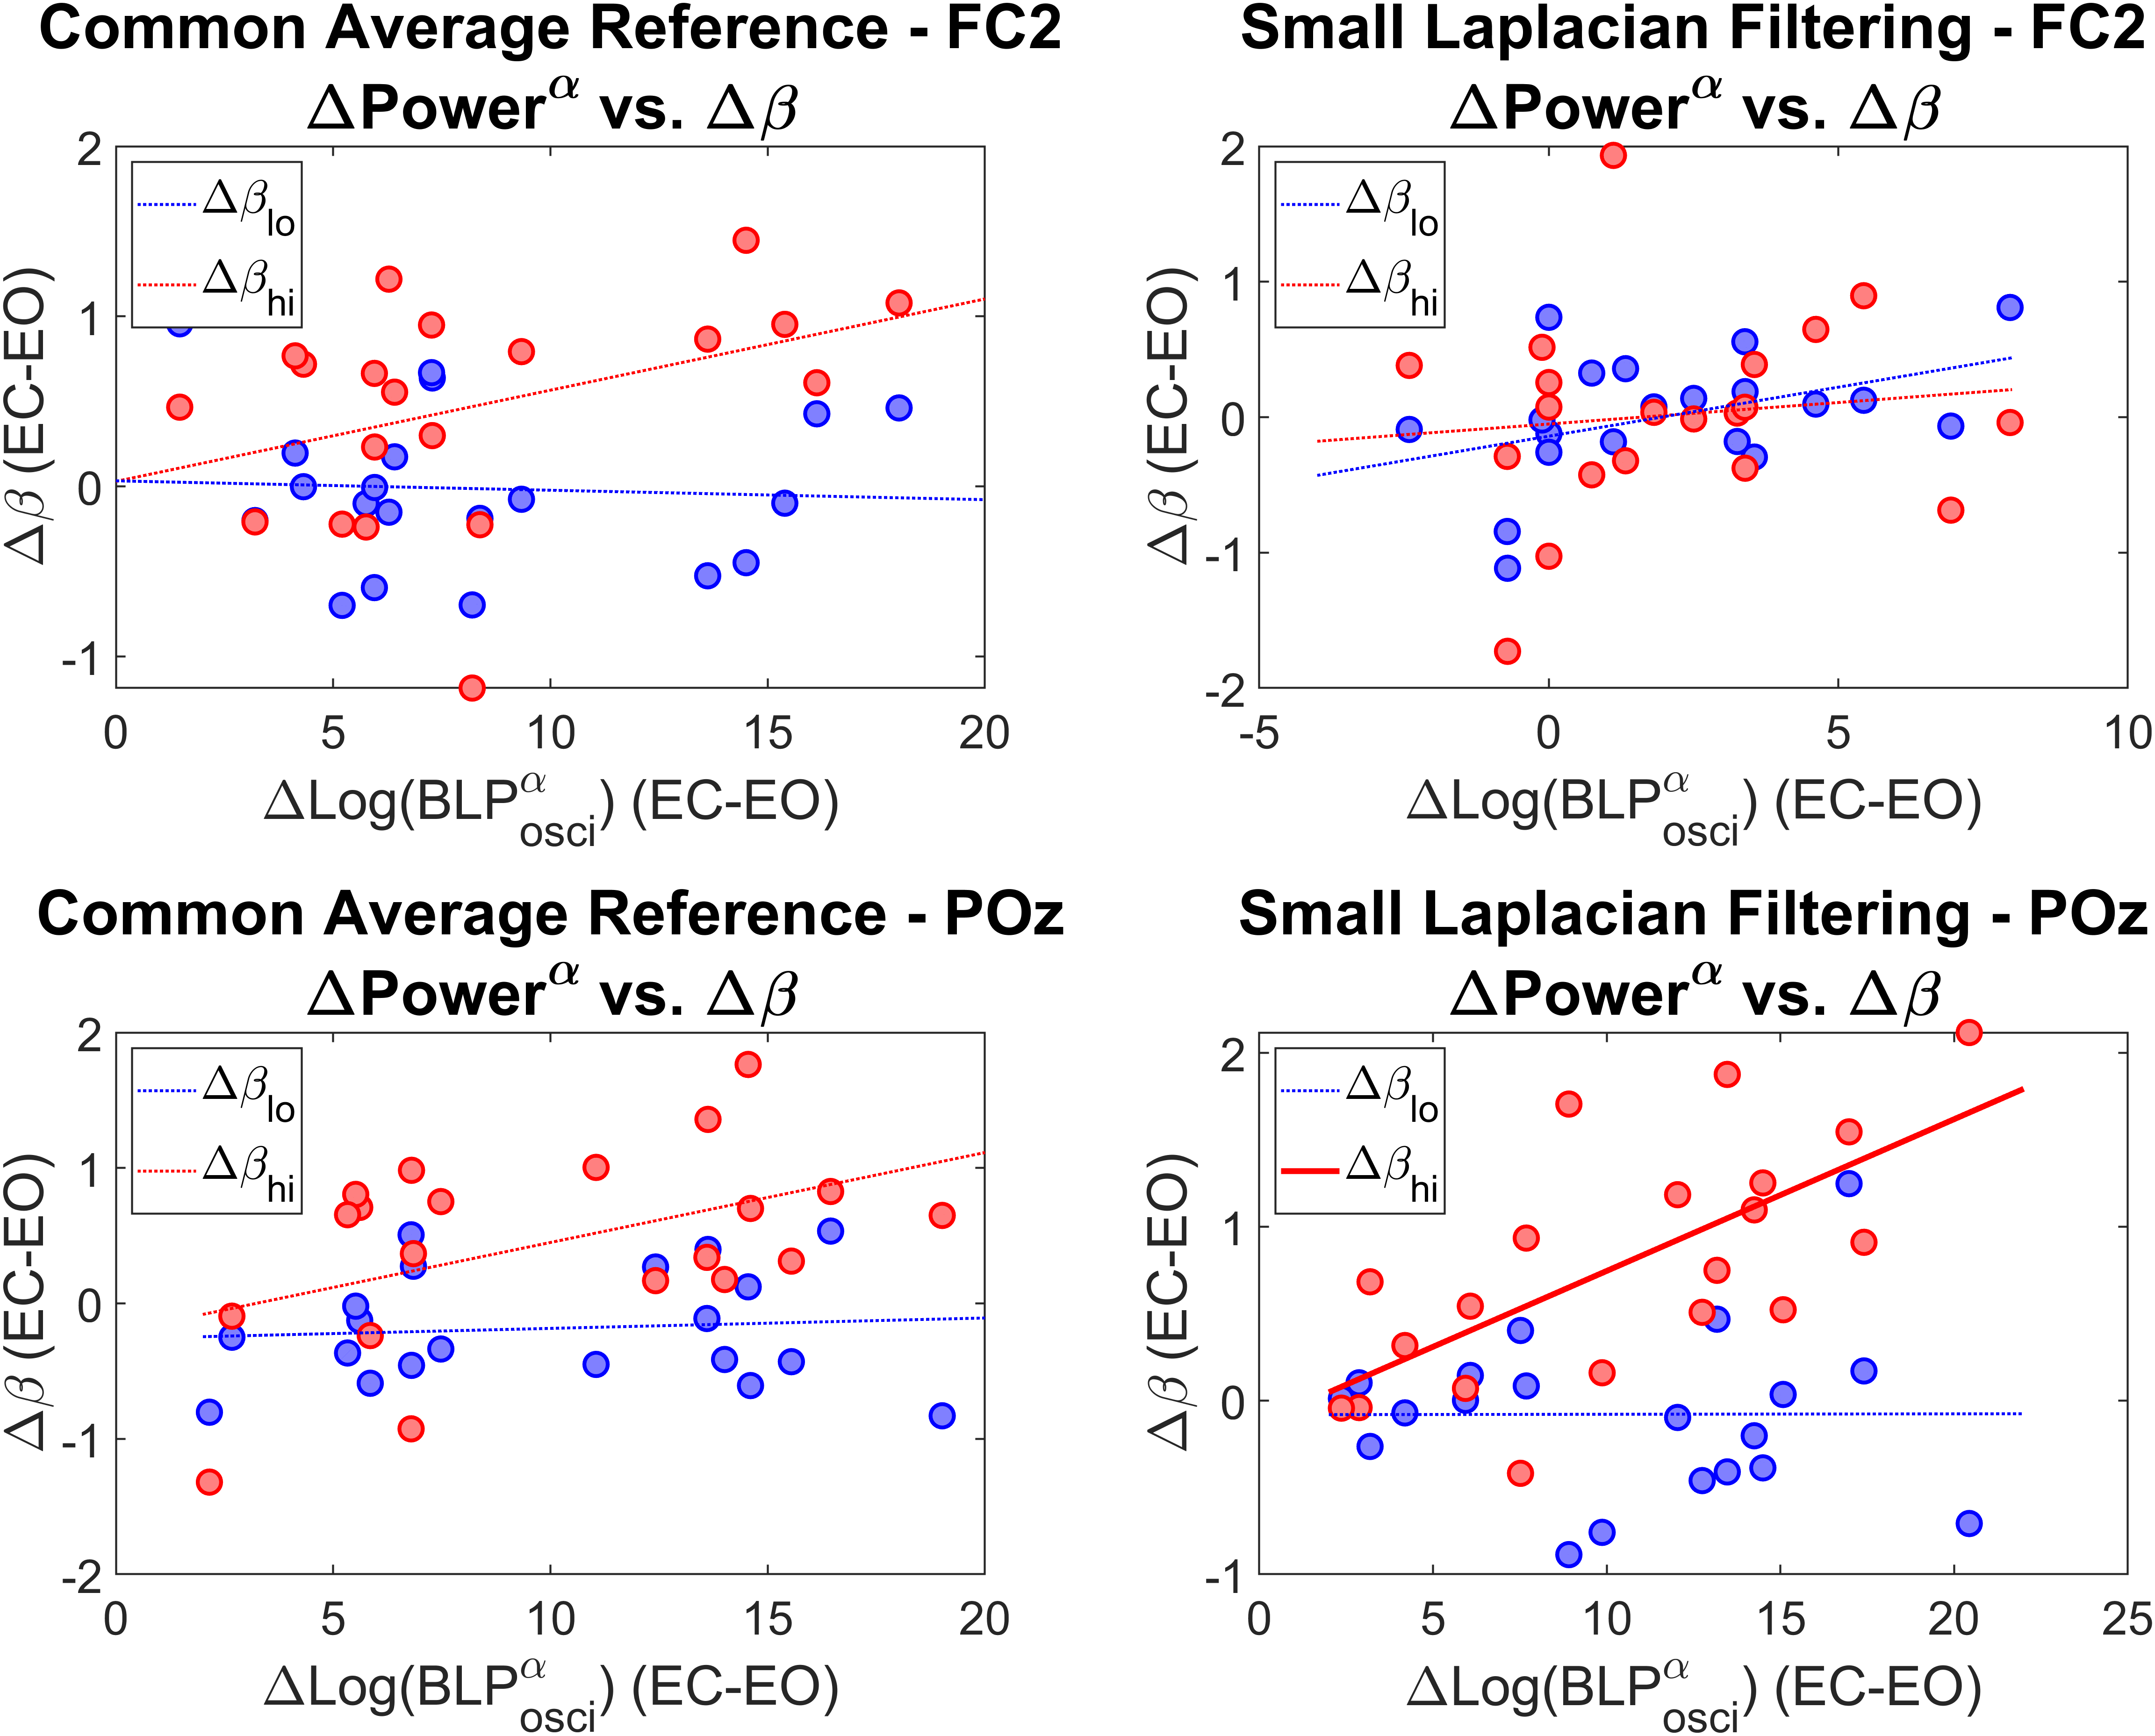 Common Average Reference - FC2
ΔPower^α vs. Δβ
2
1
0
-1
Δβ (EC-EO)
Δβ_lo
Δβ_hi
0 5 10 15 20
ΔLog(BLP^α_osci) (EC-EO)
Small Laplacian Filtering - FC2
ΔPower^α vs. Δβ
2
1
0
-1
-2
Δβ (EC-EO)
Δβ_lo
Δβ_hi
-5 0 5 10
ΔLog(BLP^α_osci) (EC-EO)
Common Average Reference - POz
ΔPower^α vs. Δβ
2
1
0
-1
-2
Δβ (EC-EO)
Δβ_lo
Δβ_hi
0 5 10 15 20
ΔLog(BLP^α_osci) (EC-EO)
Small Laplacian Filtering - POz
ΔPower^α vs. Δβ
2
1
0
-1
Δβ (EC-EO)
Δβ_lo
Δβ_hi
0 5 10 15 20 25
ΔLog(BLP^α_osci) (EC-EO)